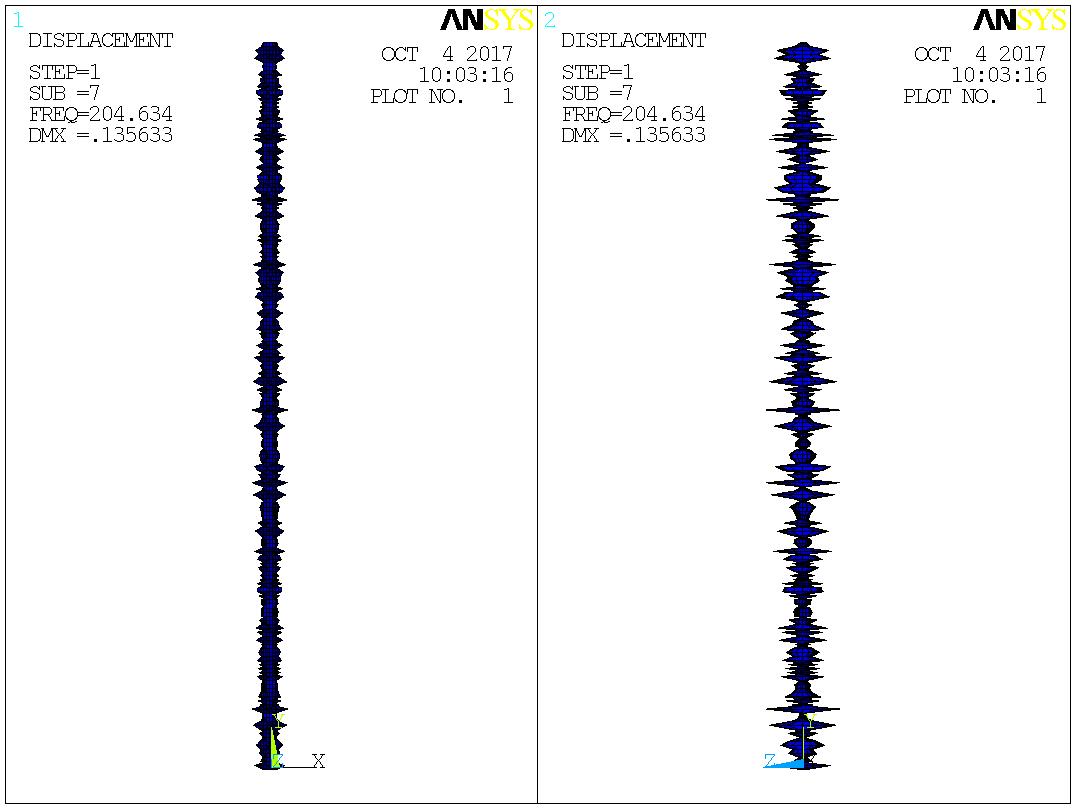 1
ANSYS
DISPLACEMENT
STEP=1
SUB =7
FREQ=204.634
DMX =.135633
OCT  4 2017
10:03:16
PLOT NO.   1
Y
Z
X
2
ANSYS
DISPLACEMENT
STEP=1
SUB =7
FREQ=204.634
DMX =.135633
OCT  4 2017
10:03:16
PLOT NO.   1
Y
Z
X